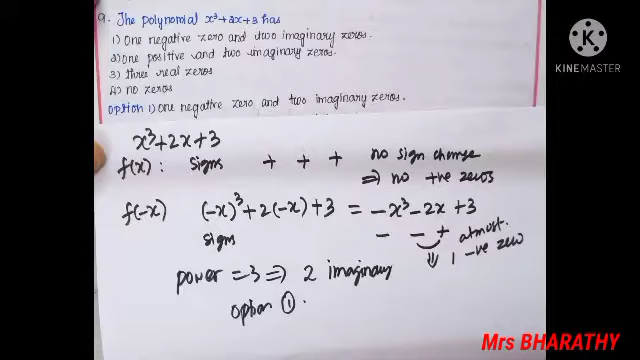 9. The polynomial x³+2x+3 has
1) One negative zero and two imaginary zeros.
2) one positive and two imaginary zeros.
3) three real zeros
4) no zeros
option 1) one negative zero and two imaginary zeros.
x³+2x+3
f(x): signs + + + no sign change
⇒ no +ve zeros
f(-x) (-x)³+2(-x)+3 = -x³-2x+3
signs - - + atmost.
⇓ 1 -ve zero
power =3 ⇒ 2 imaginary
option ①.
KINEMASTER
Mrs BHARATHY